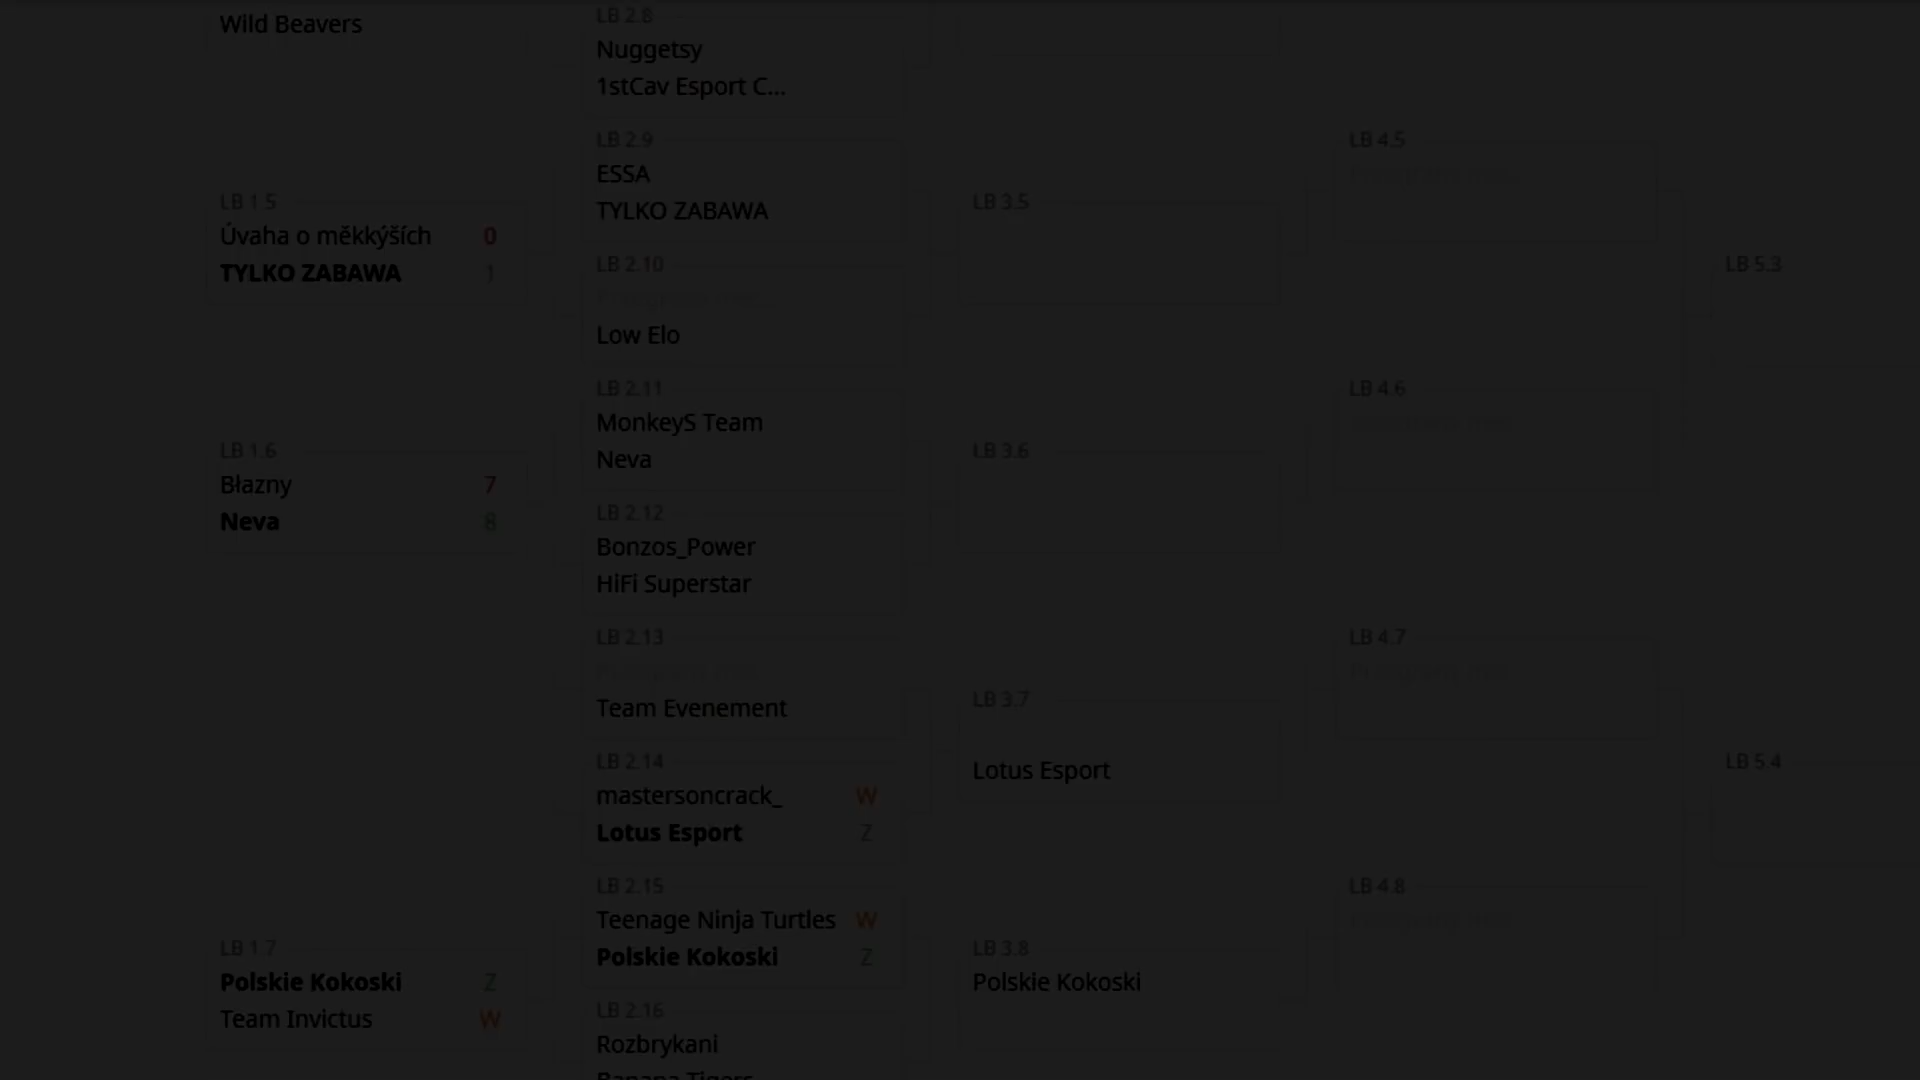 Wild Beavers
LB 1.5
Úvaha o měkkýších 0
TYLKO ZABAWA 1
LB 1.6
Błazny 7
Neva 8
LB 1.7
Polskie Kokoski Z
Team Invictus W
LB 2.8
Nuggetsy
1stCav Esport C...
LB 2.9
ESSA
TYLKO ZABAWA
LB 2.10
Low Elo
LB 2.11
MonkeyS Team
Neva
LB 2.12
Bonzos_Power
HiFi Superstar
LB 2.13
Team Evenement
LB 2.14
mastersoncrack_ W
Lotus Esport Z
LB 2.15
Teenage Ninja Turtles W
Polskie Kokoski Z
LB 2.16
Rozbrykani
Banana Tigers
LB 3.5
LB 3.6
LB 3.7
Lotus Esport
LB 3.8
Polskie Kokoski
LB 4.5
LB 4.6
LB 4.7
LB 4.8
LB 5.3
LB 5.4